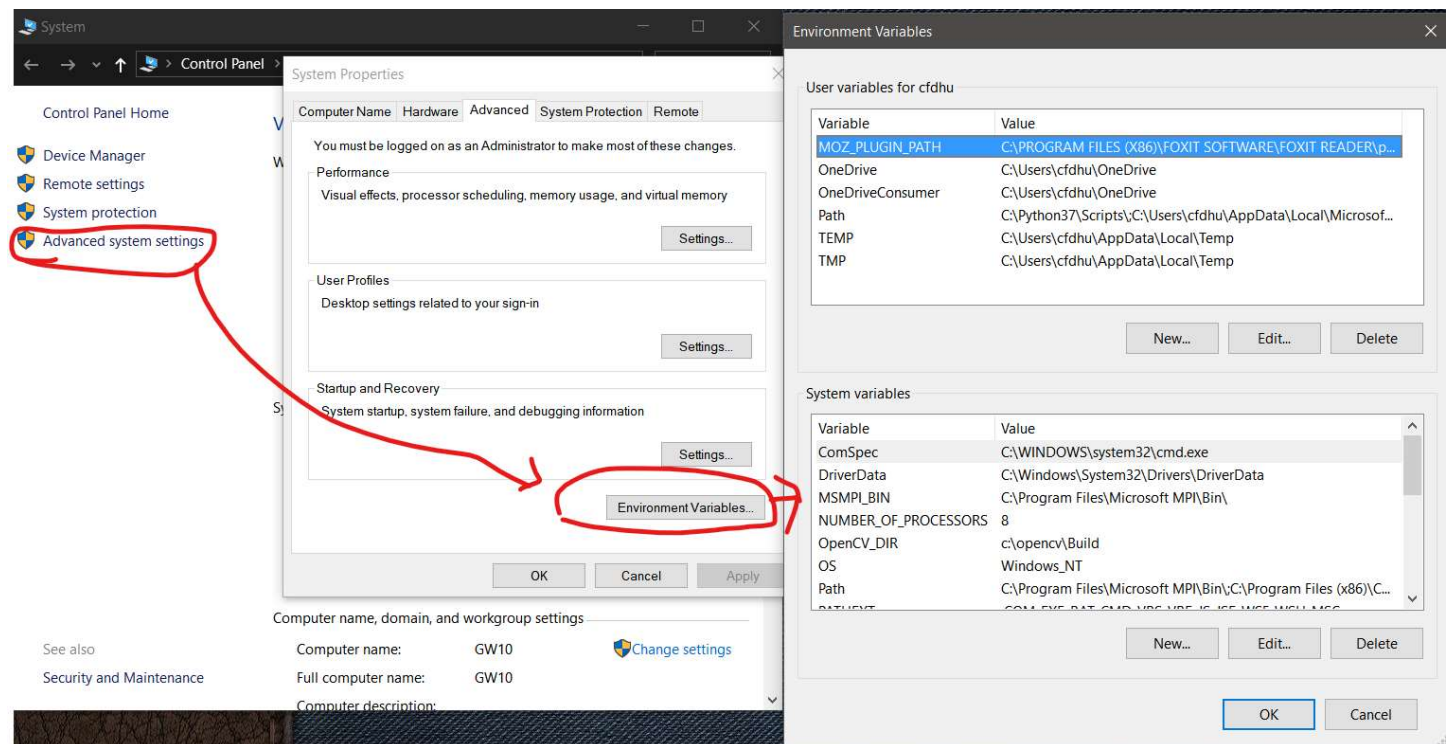 System
Control Panel
Control Panel Home
Device Manager
Remote settings
System protection
Advanced system settings
See also
Security and Maintenance
Computer name, domain, and workgroup settings
Computer name: GW10
Change settings
Full computer name: GW10
Computer description:
System Properties
Computer Name Hardware Advanced System Protection Remote
You must be logged on as an Administrator to make most of these changes.
Performance
Visual effects, processor scheduling, memory usage, and virtual memory
Settings...
User Profiles
Desktop settings related to your sign-in
Settings...
Startup and Recovery
System startup, system failure, and debugging information
Settings...
Environment Variables...
OK Cancel Apply
Environment Variables
User variables for cfdhu
Variable Value
MOZ_PLUGIN_PATH C:\PROGRAM FILES (X86)\FOXIT SOFTWARE\FOXIT READER\p...
OneDrive C:\Users\cfdhu\OneDrive
OneDriveConsumer C:\Users\cfdhu\OneDrive
Path C:\Python37\Scripts\;C:\Users\cfdhu\AppData\Local\Microsof...
TEMP C:\Users\cfdhu\AppData\Local\Temp
TMP C:\Users\cfdhu\AppData\Local\Temp
New... Edit... Delete
System variables
Variable Value
ComSpec C:\WINDOWS\system32\cmd.exe
DriverData C:\Windows\System32\Drivers\DriverData
MSMPI_BIN C:\Program Files\Microsoft MPI\Bin\
NUMBER_OF_PROCESSORS 8
OpenCV_DIR c:\opencv\Build
OS Windows_NT
Path C:\Program Files\Microsoft MPI\Bin\;C:\Program Files (x86)\C...
New... Edit... Delete
OK Cancel